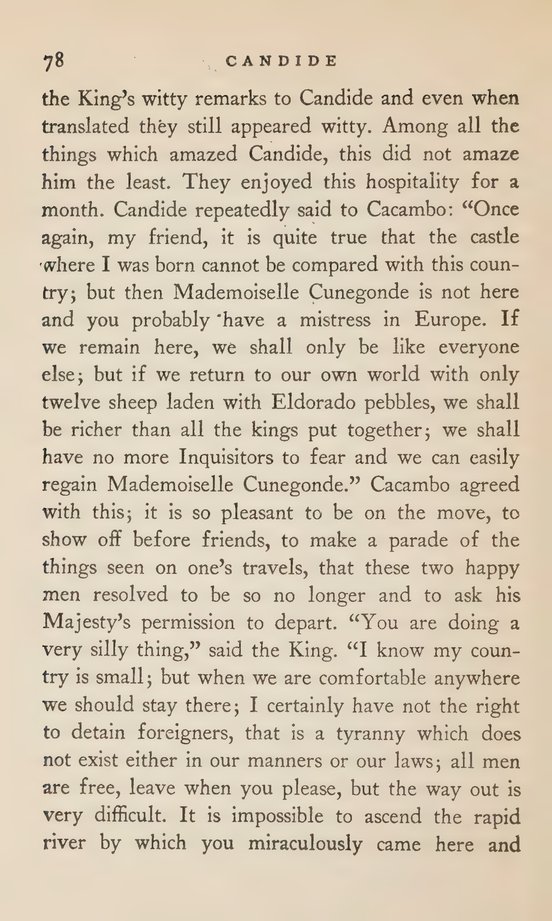 78 CANDIDE
the King's witty remarks to Candide and even when
translated they still appeared witty. Among all the
things which amazed Candide, this did not amaze
him the least. They enjoyed this hospitality for a
month. Candide repeatedly said to Cacambo: “Once
again, my friend, it is quite true that the castle
where I was born cannot be compared with this coun-
try; but then Mademoiselle Cunegonde is not here
and you probably have a mistress in Europe. If
we remain here, we shall only be like everyone
else; but if we return to our own world with only
twelve sheep laden with Eldorado pebbles, we shall
be richer than all the kings put together; we shall
have no more Inquisitors to fear and we can easily
regain Mademoiselle Cunegonde.” Cacambo agreed
with this; it is so pleasant to be on the move, to
show off before friends, to make a parade of the
things seen on one's travels, that these two happy
men resolved to be so no longer and to ask his
Majesty's permission to depart. “You are doing a
very silly thing,” said the King. “I know my coun-
try is small; but when we are comfortable anywhere
we should stay there; I certainly have not the right
to detain foreigners, that is a tyranny which does
not exist either in our manners or our laws; all men
are free, leave when you please, but the way out is
very difficult. It is impossible to ascend the rapid
river by which you miraculously came here and